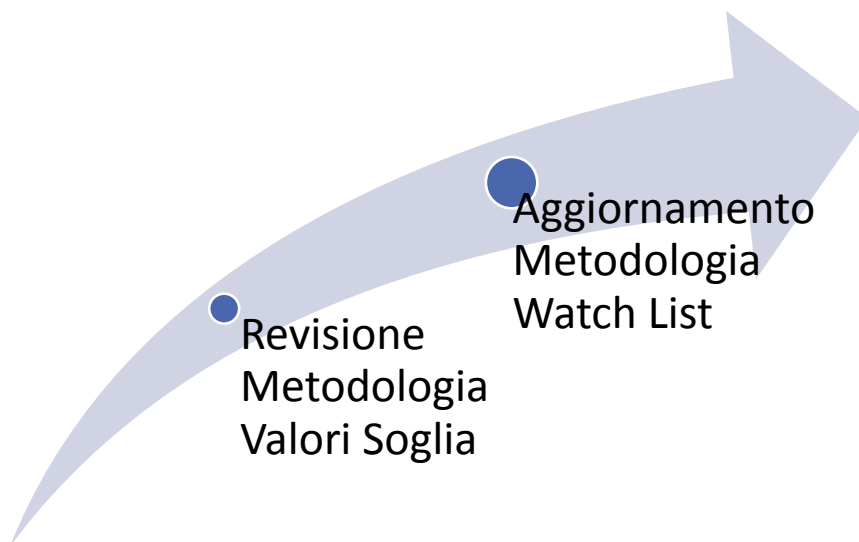 Aggiornamento
Metodologia
Watch List
Revisione
Metodologia
Valori Soglia